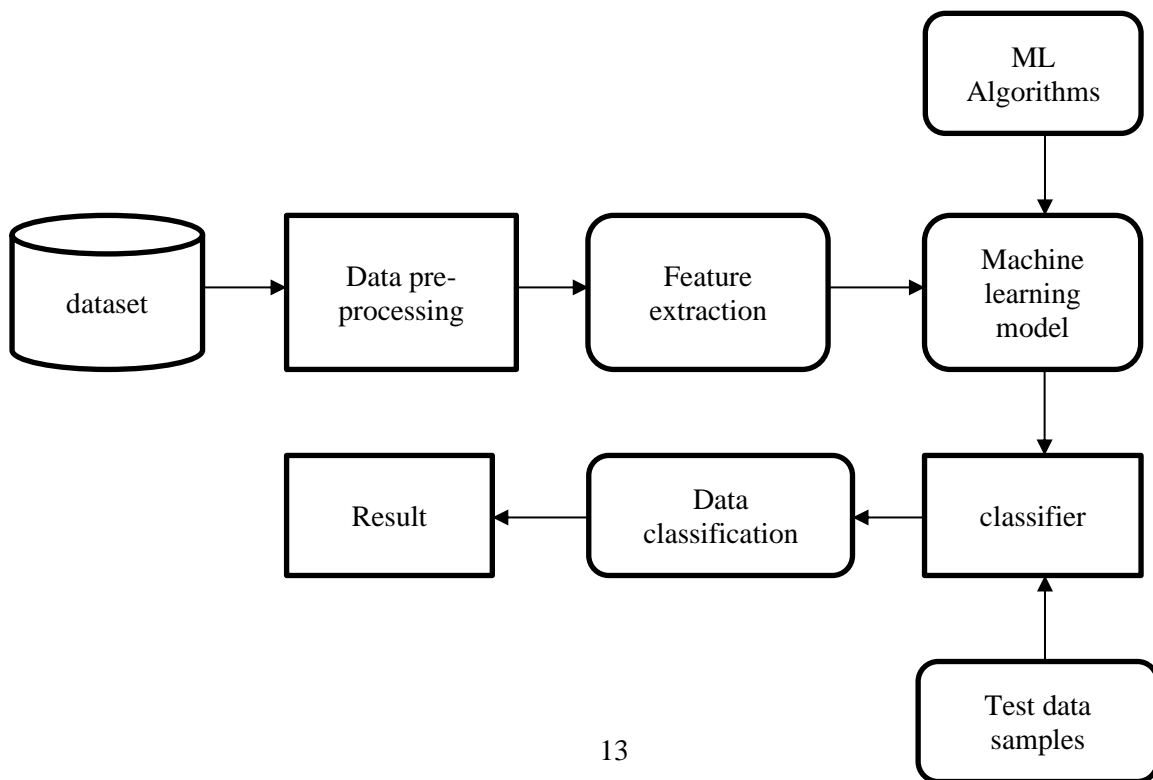 ML
Algorithms
dataset
Data pre-
processing
Feature
extraction
Machine
learning
model
Result
Data
classification
classifier
Test data
samples
13